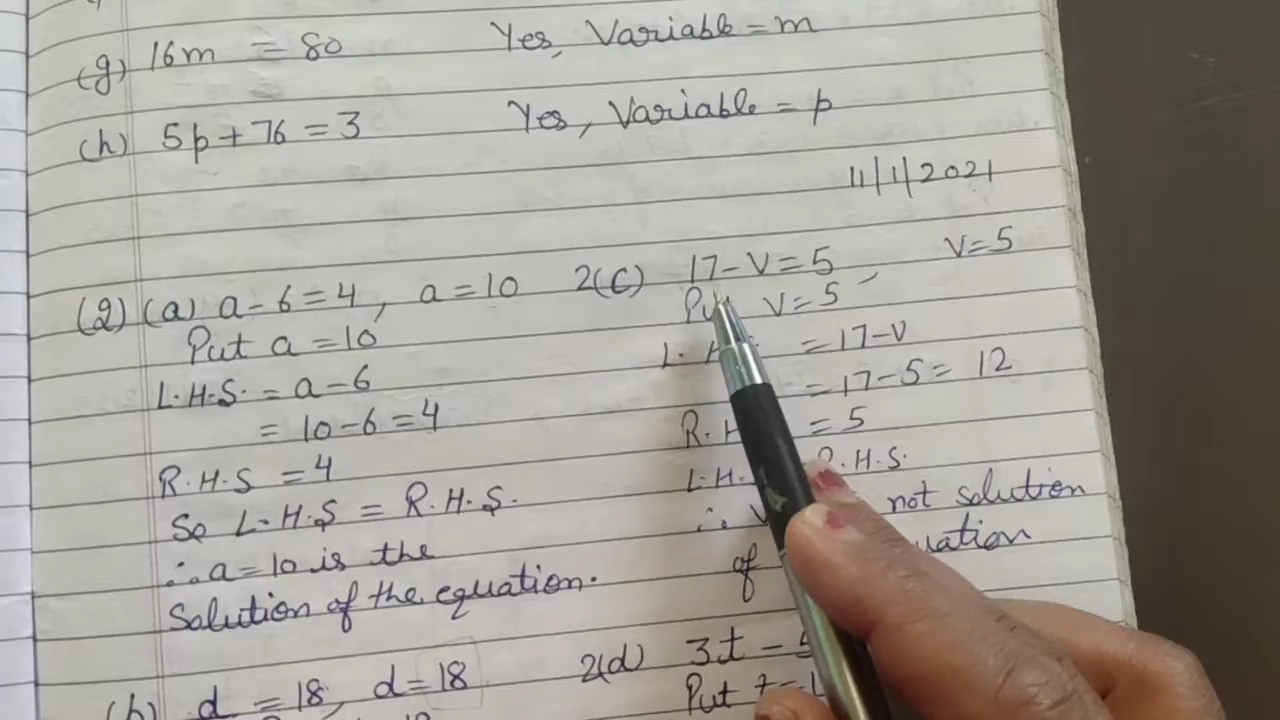 (g) 16m = 80 Yes, Variable = m
(h) 5p + 76 = 3 Yes, Variable = p
11/1/2021
(2) (a) a - 6 = 4, a = 10
Put a = 10
L.H.S. = a - 6
= 10 - 6 = 4
R.H.S = 4
So L.H.S = R.H.S.
∴ a = 10 is the
Solution of the equation.
(b) d = 18, d = 18
2(c) 17 - V = 5, V = 5
Put V = 5
L.H. = 17 - V
= 17 - 5 = 12
R.H = 5
L.H. R.H.S.
∴ V not solution
of
2(d) 3t -
Put t =